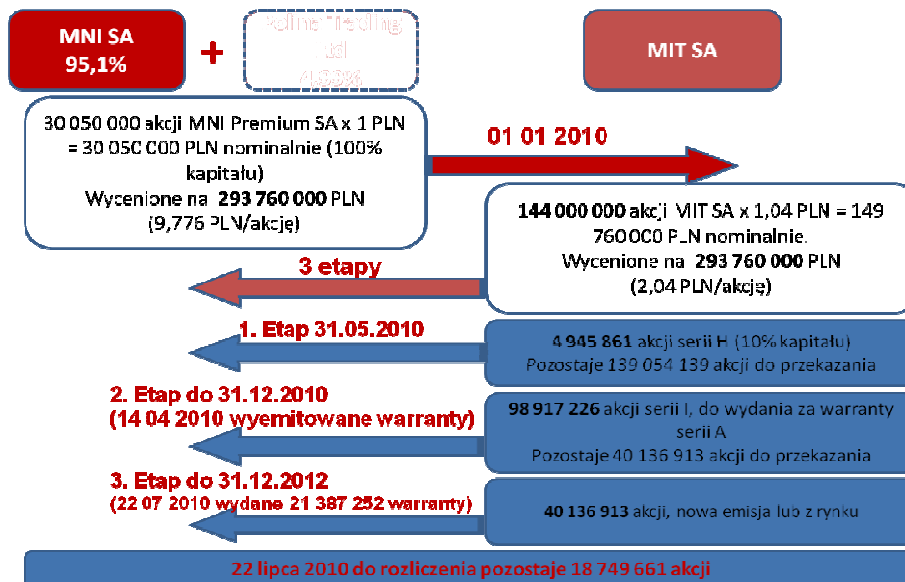 MNI SA
95,1%
+
MIT SA
30 050 000 akcji MNI Premium SA x 1 PLN
= 30 050 000 PLN nominalnie (100%
kapitału)
Wycenione na 293 760 000 PLN
(9,776 PLN/akcję)
01 01 2010
144 000 000 akcji MIT SA x 1,04 PLN = 149
760 000 PLN nominalnie.
Wycenione na 293 760 000 PLN
(2,04 PLN/akcję)
3 etapy
1. Etap 31.05.2010
4 945 861 akcji serii H (10% kapitału)
Pozostaje 139 054 139 akcji do przekazania
2. Etap do 31.12.2010
(14 04 2010 wyemitowane warranty)
98 917 226 akcji serii I, do wydania za warranty
serii A
Pozostaje 40 136 913 akcji do przekazania
3. Etap do 31.12.2012
(22 07 2010 wydano 21 387 252 warranty)
40 136 913 akcji, nowa emisja lub z rynku
22 lipca 2010 do rozliczenia pozostaje 18 749 661 akcji